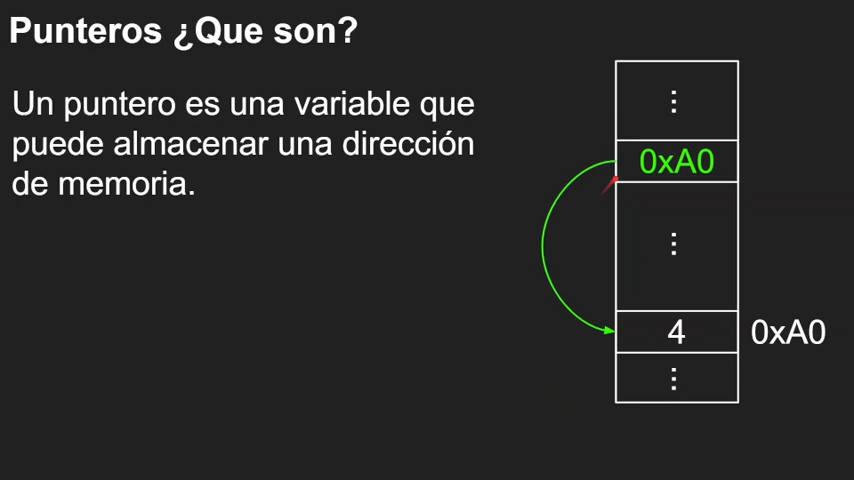 Punteros ¿Que son?
Un puntero es una variable que
puede almacenar una dirección
de memoria.
⋮
0xA0
⋮
4 0xA0
⋮